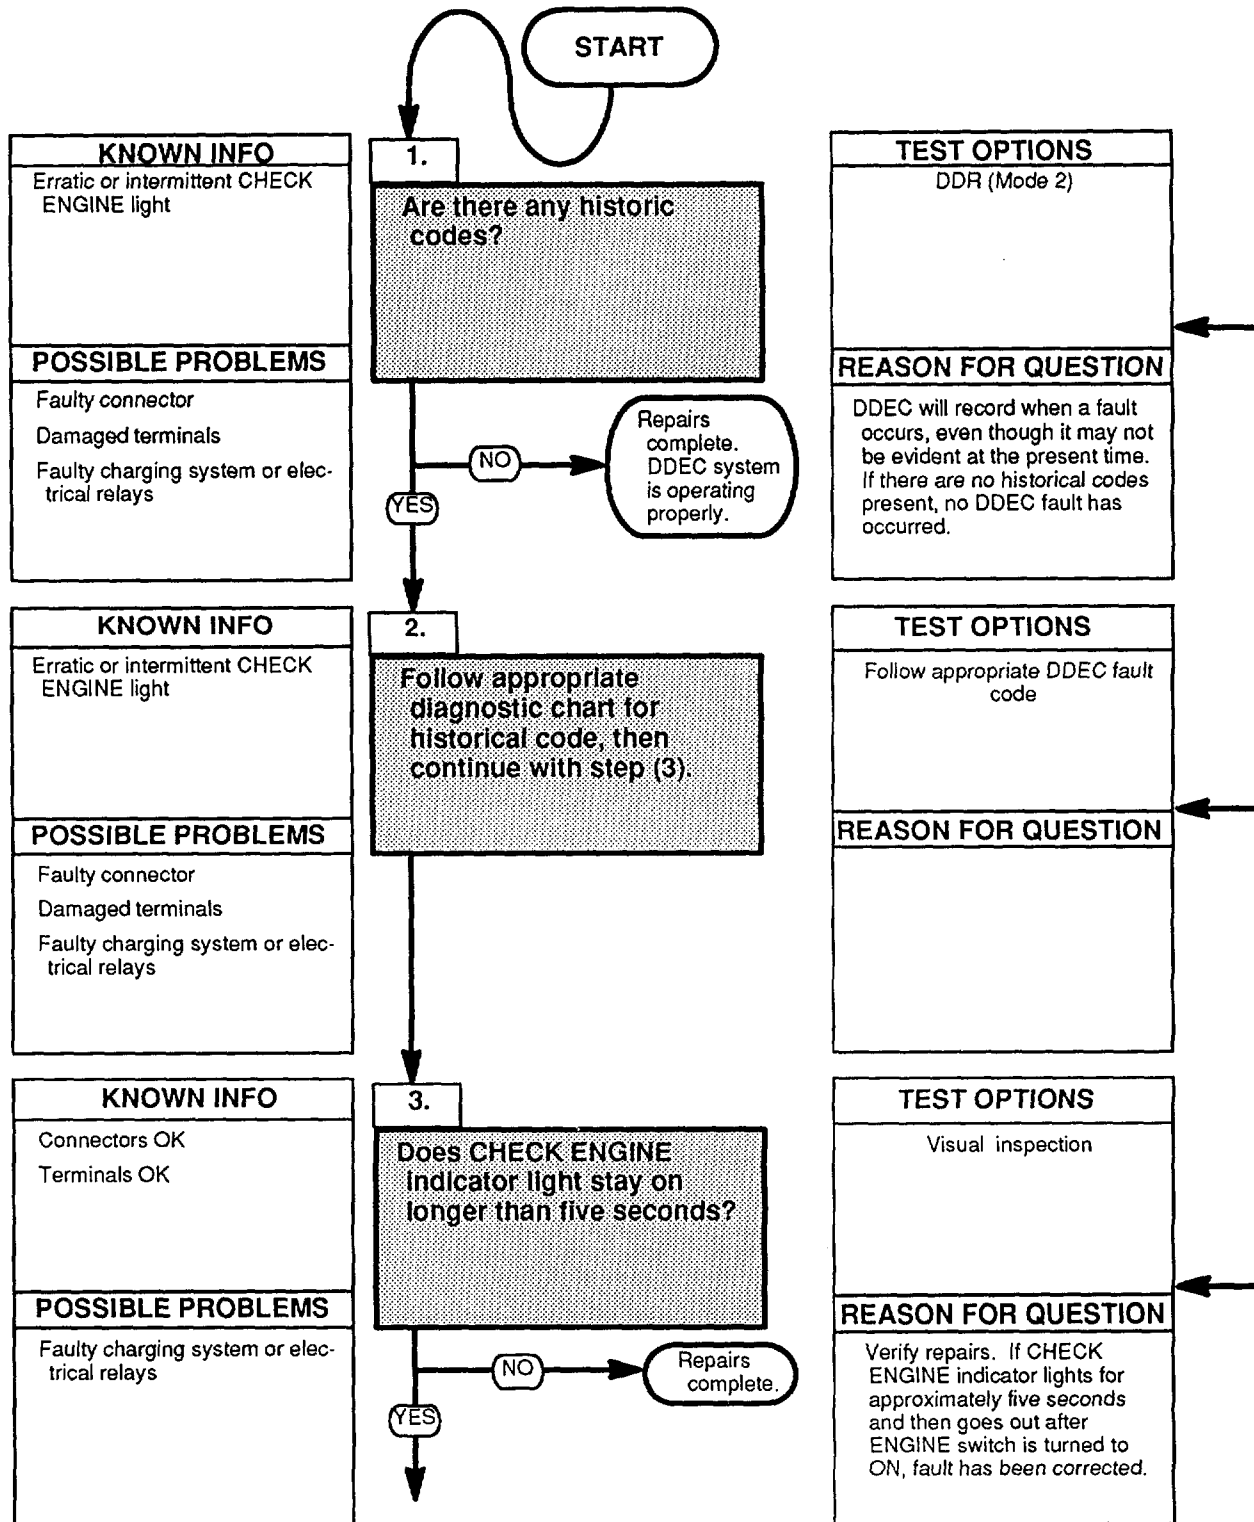 START
KNOWN INFO
Erratic or intermittent CHECK
ENGINE light
POSSIBLE PROBLEMS
Faulty connector
Damaged terminals
Faulty charging system or elec-
trical relays
1.
Are there any historic
codes?
NO
Repairs
complete.
DDEC system
is operating
properly.
YES
TEST OPTIONS
DDR (Mode 2)
REASON FOR QUESTION
DDEC will record when a fault
occurs, even though it may not
be evident at the present time.
If there are no historical codes
present, no DDEC fault has
occurred.
KNOWN INFO
Erratic or intermittent CHECK
ENGINE light
POSSIBLE PROBLEMS
Faulty connector
Damaged terminals
Faulty charging system or elec-
trical relays
2.
Follow appropriate
diagnostic chart for
historical code, then
continue with step (3).
TEST OPTIONS
Follow appropriate DDEC fault
code
REASON FOR QUESTION
KNOWN INFO
Connectors OK
Terminals OK
POSSIBLE PROBLEMS
Faulty charging system or elec-
trical relays
3.
Does CHECK ENGINE
indicator light stay on
longer than five seconds?
NO
Repairs
complete.
YES
TEST OPTIONS
Visual inspection
REASON FOR QUESTION
Verify repairs. If CHECK
ENGINE indicator lights for
approximately five seconds
and then goes out after
ENGINE switch is turned to
ON, fault has been corrected.